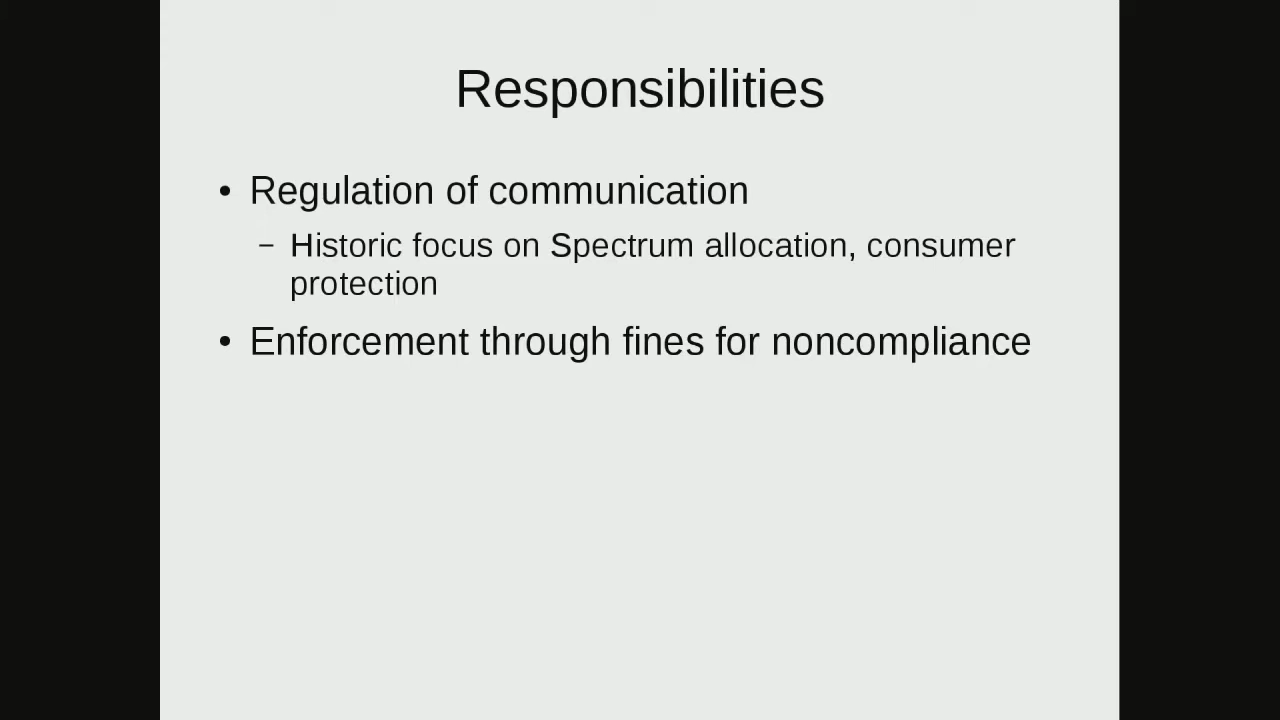 Responsibilities
• Regulation of communication
– Historic focus on Spectrum allocation, consumer
protection
• Enforcement through fines for noncompliance